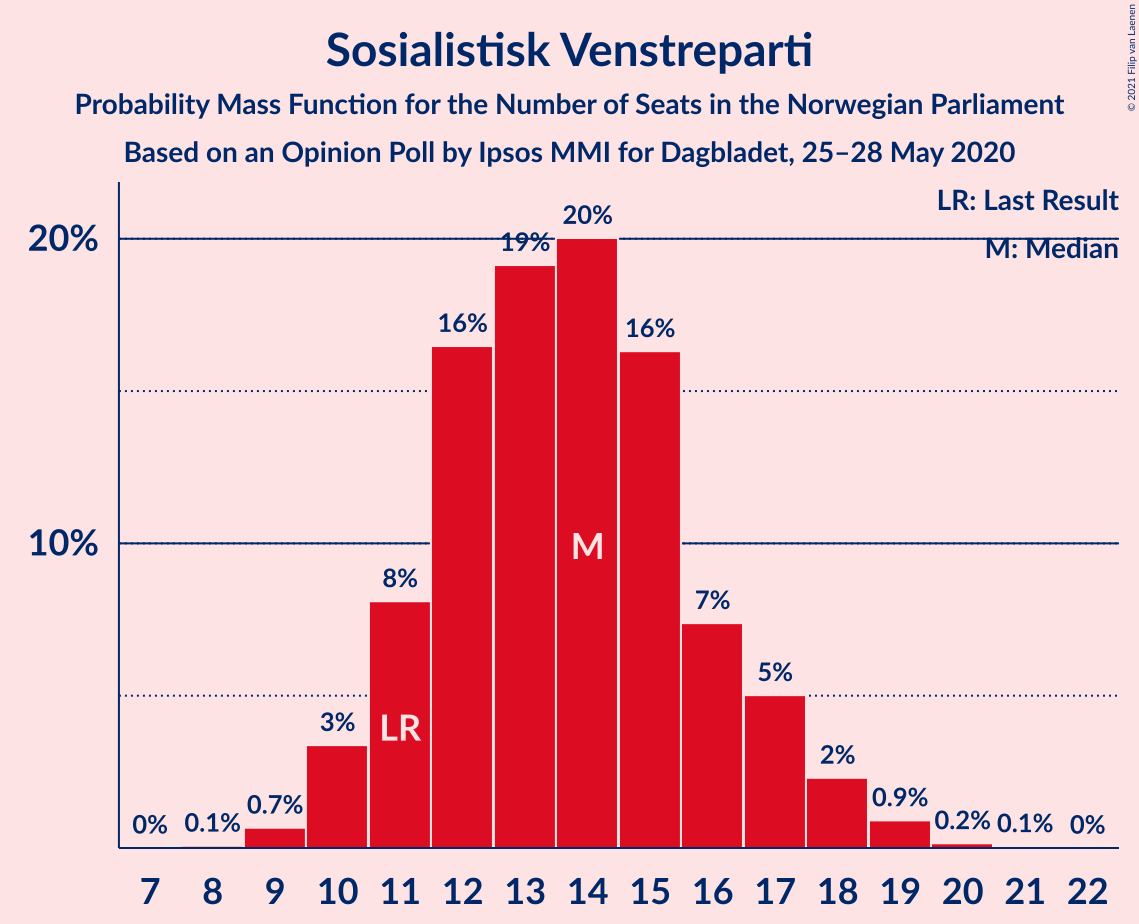 Sosialistisk Venstreparti
Probability Mass Function for the Number of Seats in the Norwegian Parliament
Based on an Opinion Poll by Ipsos MMI for Dagbladet, 25–28 May 2020
© 2021 Filip van Laenen
LR: Last Result
M: Median
20%
10%
0%
0.1%
0.7%
3%
8%
16%
19%
20%
16%
7%
5%
2%
0.9%
0.2%
0.1%
0%
LR
M
7 8 9 10 11 12 13 14 15 16 17 18 19 20 21 22